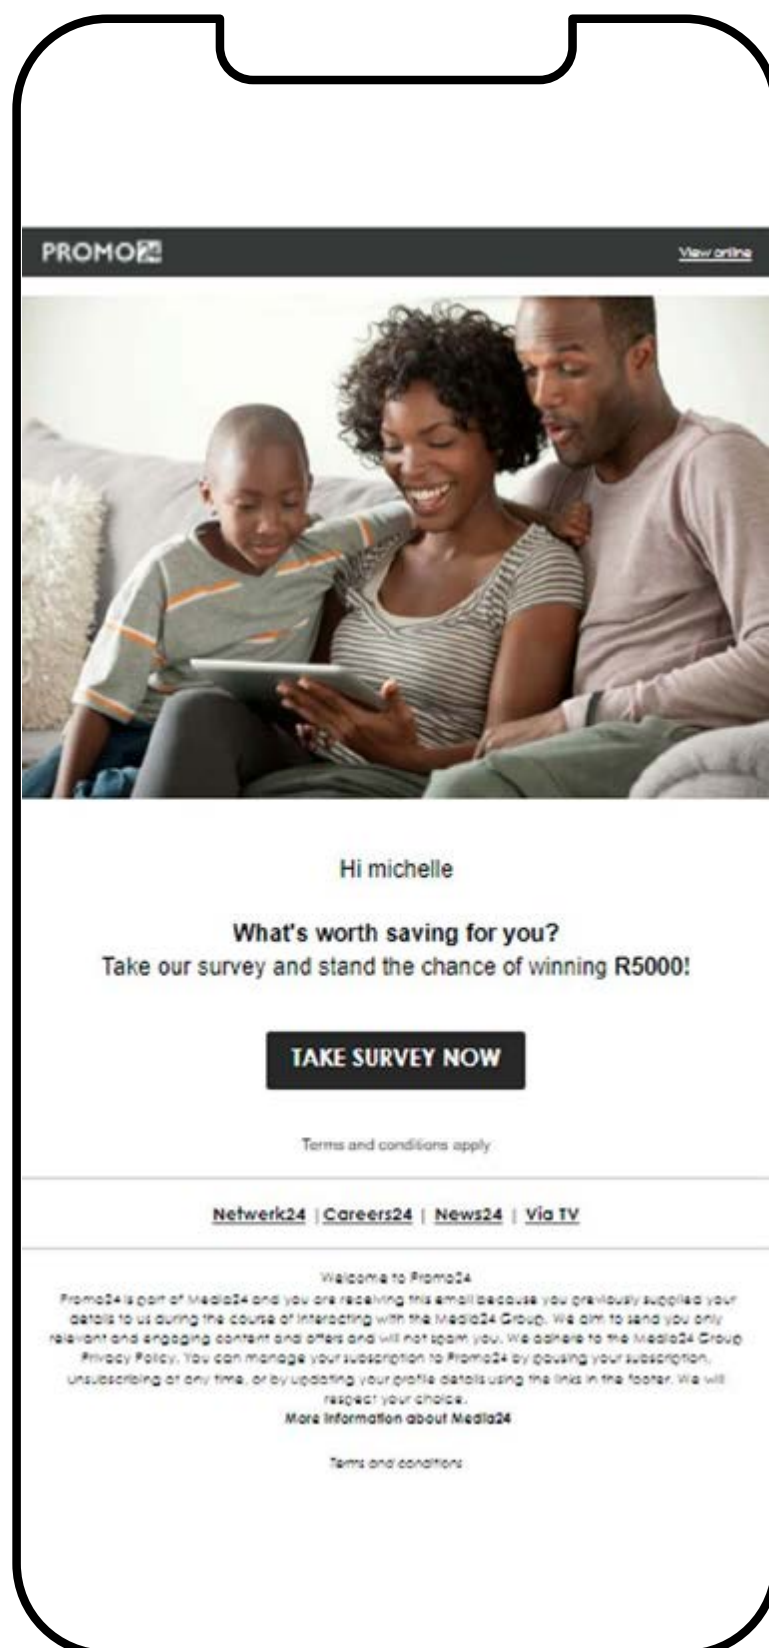 PROMO24
View online
Hi michelle
What's worth saving for you?
Take our survey and stand the chance of winning R5000!
TAKE SURVEY NOW
Terms and conditions apply
Netwerk24 | Careers24 | News24 | Via TV
Welcome to Promo24
Promo24 is part of Media24 and you are receiving this email because you previously supplied your
details to us during the course of interacting with the Media24 Group. We aim to send you only
relevant and engaging content and offers and will not spam you. We adhere to the Media24 Group
Privacy Policy. You can manage your subscription to Promo24 by pausing your subscription,
unsubscribing at any time, or by updating your profile details using the links in the footer. We will
respect your choice.
More information about Media24
Terms and conditions